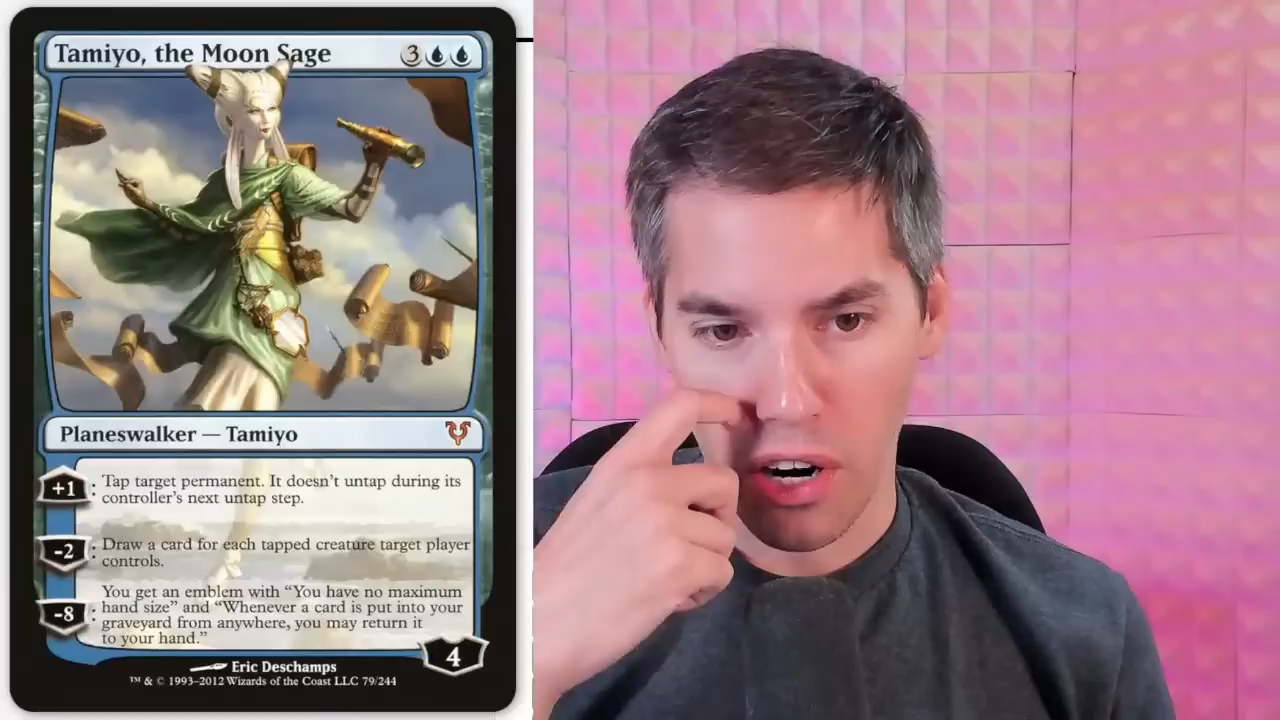 Tamiyo, the Moon Sage 3
Planeswalker — Tamiyo
+1: Tap target permanent. It doesn't untap during its
controller's next untap step.
-2: Draw a card for each tapped creature target player
controls.
-8: You get an emblem with “You have no maximum
hand size” and “Whenever a card is put into your
graveyard from anywhere, you may return it
to your hand.”
4
Eric Deschamps
™ & © 1993–2012 Wizards of the Coast LLC 79/244